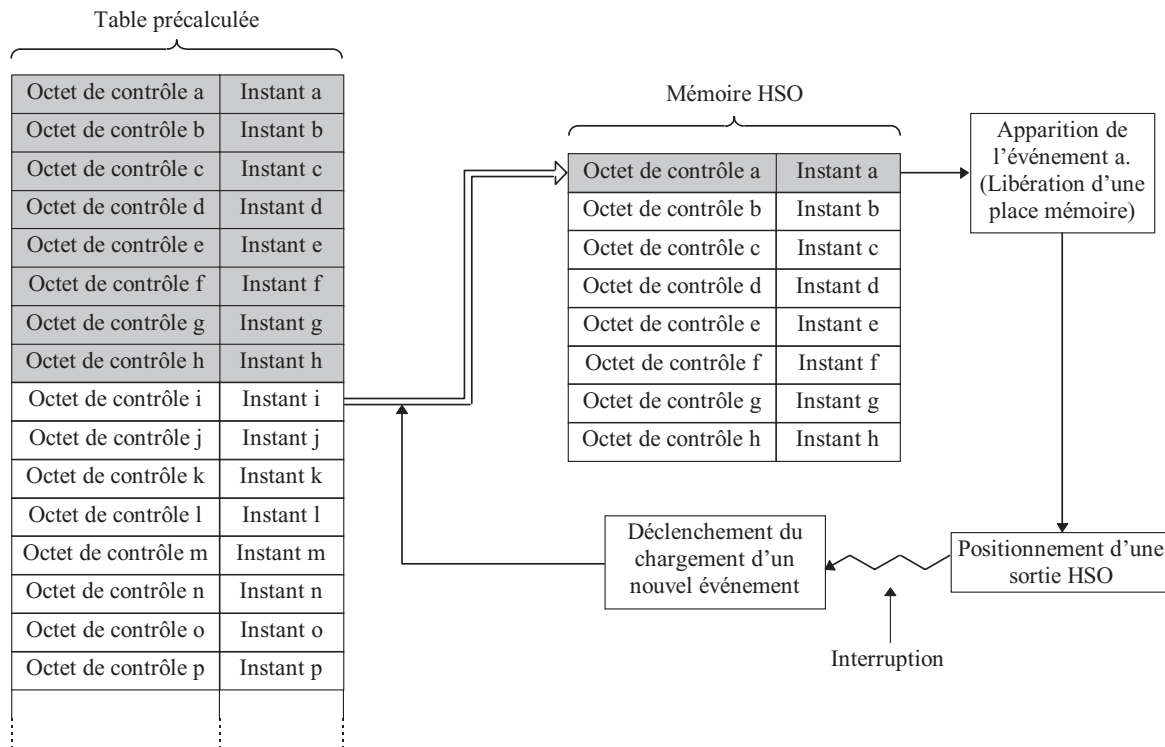 Table précalculée
Octet de contrôle a Instant a
Octet de contrôle b Instant b
Octet de contrôle c Instant c
Octet de contrôle d Instant d
Octet de contrôle e Instant e
Octet de contrôle f Instant f
Octet de contrôle g Instant g
Octet de contrôle h Instant h
Octet de contrôle i Instant i
Octet de contrôle j Instant j
Octet de contrôle k Instant k
Octet de contrôle l Instant l
Octet de contrôle m Instant m
Octet de contrôle n Instant n
Octet de contrôle o Instant o
Octet de contrôle p Instant p
Mémoire HSO
Octet de contrôle a Instant a
Octet de contrôle b Instant b
Octet de contrôle c Instant c
Octet de contrôle d Instant d
Octet de contrôle e Instant e
Octet de contrôle f Instant f
Octet de contrôle g Instant g
Octet de contrôle h Instant h
Apparition de
l’événement a.
(Libération d’une
place mémoire)
Positionnement d’une
sortie HSO
Interruption
Déclenchement du
chargement d’un
nouvel événement